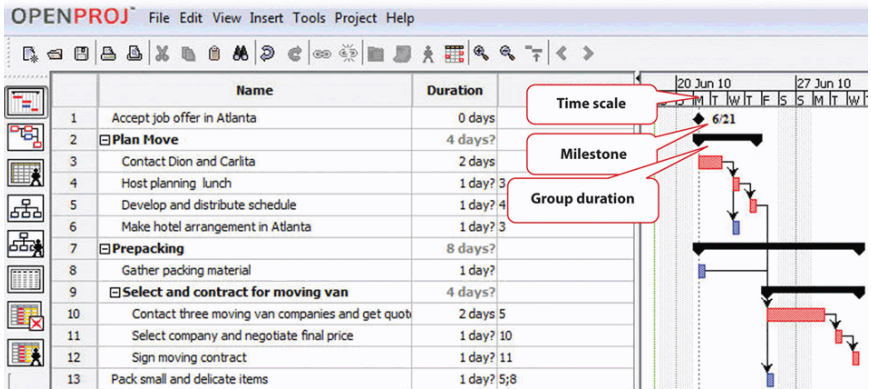 OPENPROJ File Edit View Insert Tools Project Help
Name Duration
20 Jun 10 27 Jun 10
S M T W T F S S M T W T
Time scale
1 Accept job offer in Atlanta 0 days
6/21
2 Plan Move 4 days?
Milestone
3 Contact Dion and Carlita 2 days
4 Host planning lunch 1 day? 3
Group duration
5 Develop and distribute schedule 1 day? 4
6 Make hotel arrangement in Atlanta 1 day? 3
7 Prepacking 8 days?
8 Gather packing material 1 day?
9 Select and contract for moving van 4 days?
10 Contact three moving van companies and get quot 2 days 5
11 Select company and negotiate final price 1 day? 10
12 Sign moving contract 1 day? 11
13 Pack small and delicate items 1 day? 5;8